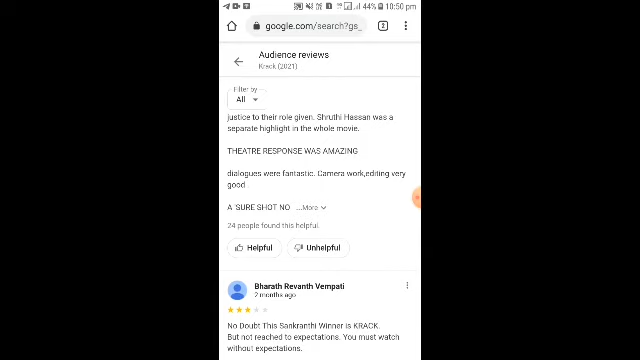 44% 10:50 pm
google.com/search?gs_
2
Audience reviews
Krack (2021)
Filter by
All
justice to their role given. Shruthi Hassan was a
separate highlight in the whole movie.
THEATRE RESPONSE WAS AMAZING
dialogues were fantastic. Camera work,editing very
good .
A 'SURE SHOT NO ...More
24 people found this helpful.
Helpful
Unhelpful
Bharath Revanth Vempati
2 months ago
No Doubt This Sankranthi Winner is KRACK.
But not reached to expectations. You must watch
without expectations.